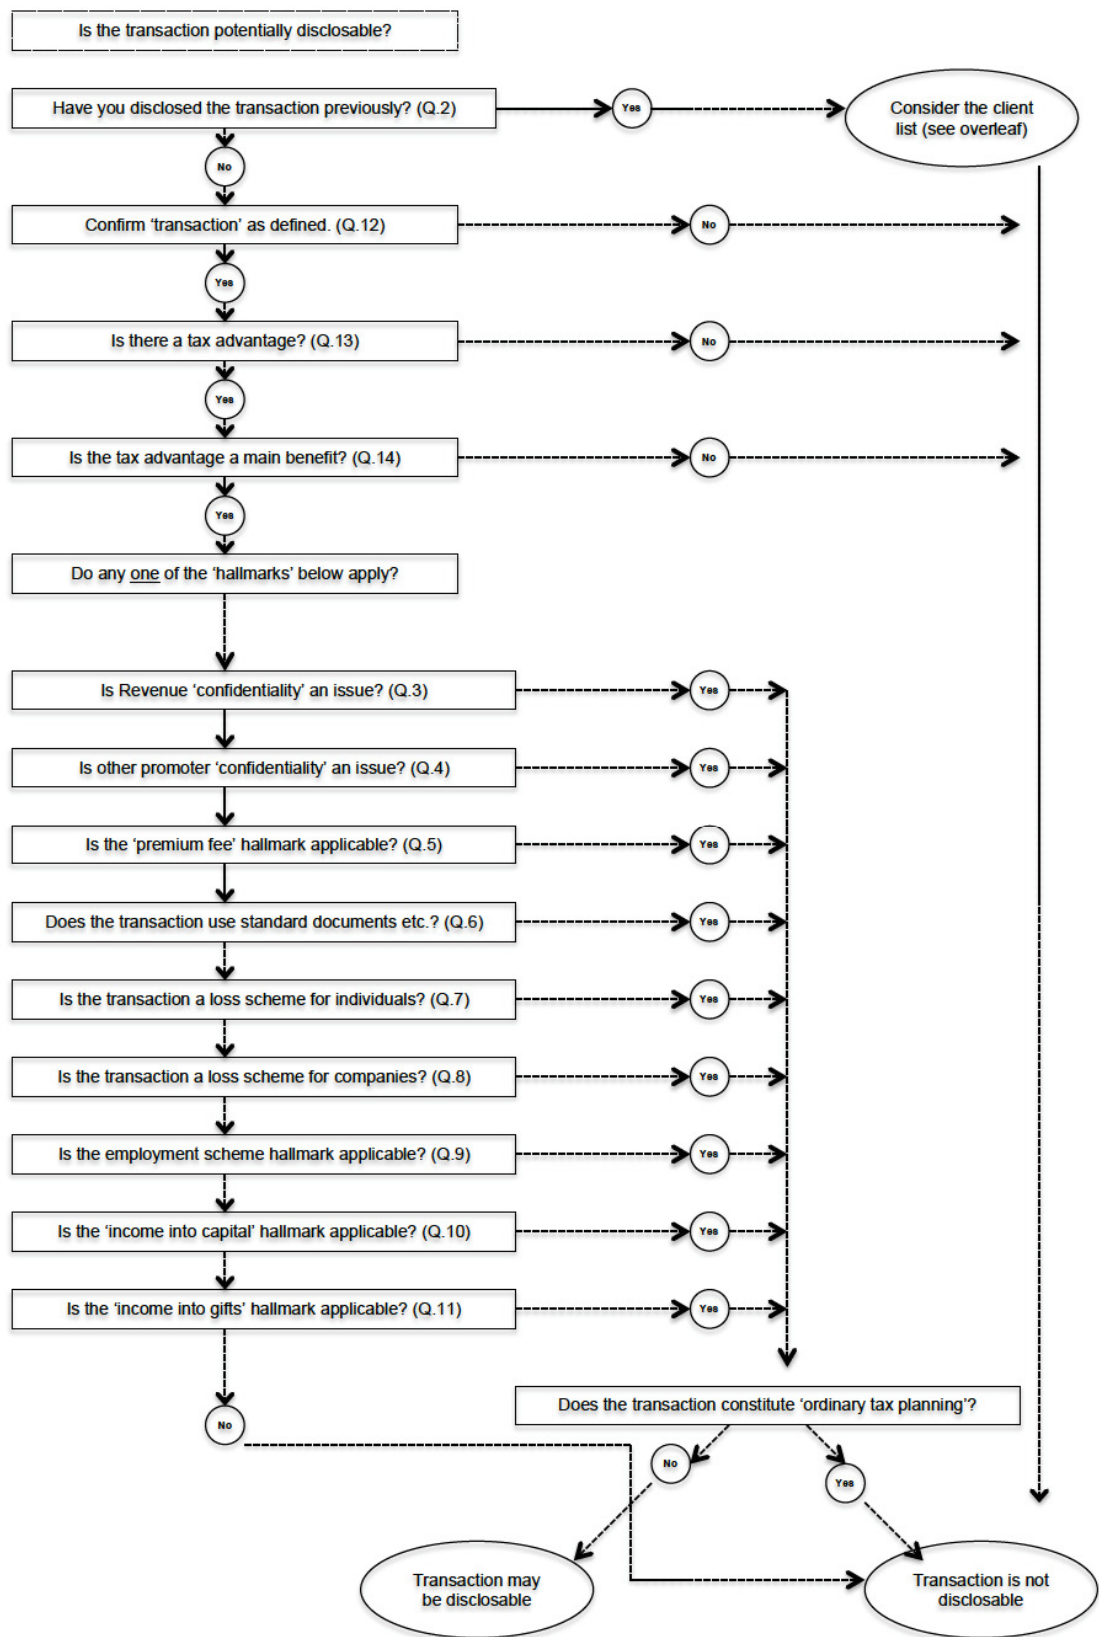 Is the transaction potentially disclosable?
Have you disclosed the transaction previously? (Q.2)
Yes
Consider the client
list (see overleaf)
No
Confirm ‘transaction’ as defined. (Q.12)
No
Yes
Is there a tax advantage? (Q.13)
No
Yes
Is the tax advantage a main benefit? (Q.14)
No
Yes
Do any one of the ‘hallmarks’ below apply?
Is Revenue ‘confidentiality’ an issue? (Q.3)
Yes
Is other promoter ‘confidentiality’ an issue? (Q.4)
Yes
Is the ‘premium fee’ hallmark applicable? (Q.5)
Yes
Does the transaction use standard documents etc.? (Q.6)
Yes
Is the transaction a loss scheme for individuals? (Q.7)
Yes
Is the transaction a loss scheme for companies? (Q.8)
Yes
Is the employment scheme hallmark applicable? (Q.9)
Yes
Is the ‘income into capital’ hallmark applicable? (Q.10)
Yes
Is the ‘income into gifts’ hallmark applicable? (Q.11)
Yes
Does the transaction constitute ‘ordinary tax planning’?
No
No
Yes
Transaction may
be disclosable
Transaction is not
disclosable